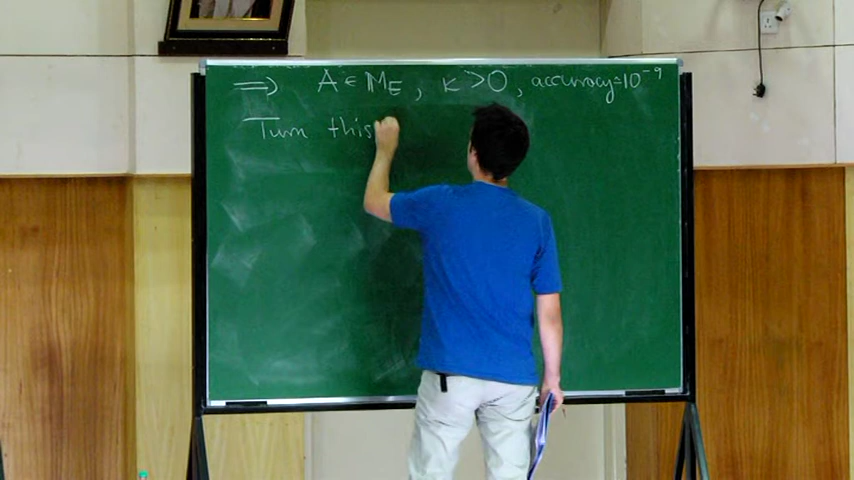 ⟹ A ∈ M_E, κ > 0, accuracy ≈ 10⁻⁹
Turn this